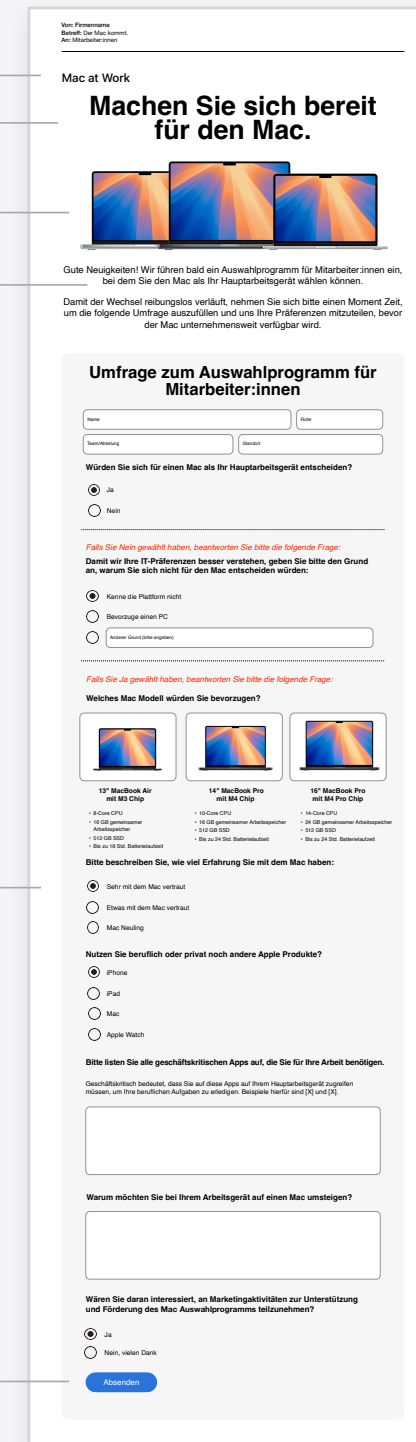 Von: Firmenname
Betreff: Der Mac kommt.
An: Mitarbeiter:innen
Mac at Work
Machen Sie sich bereit
für den Mac.
Gute Neuigkeiten! Wir führen bald ein Auswahlprogramm für Mitarbeiter:innen ein,
bei dem Sie den Mac als Ihr Hauptarbeitsgerät wählen können.
Damit der Wechsel reibungslos verläuft, nehmen Sie sich bitte einen Moment Zeit,
um die folgende Umfrage auszufüllen und uns Ihre Präferenzen mitzuteilen, bevor
der Mac unternehmensweit verfügbar wird.
Umfrage zum Auswahlprogramm für
Mitarbeiter:innen
Name
Rolle
Team/Abteilung
Standort
Würden Sie sich für einen Mac als Ihr Hauptarbeitsgerät entscheiden?
Ja
Nein
Falls Sie Nein gewählt haben, beantworten Sie bitte die folgende Frage:
Damit wir Ihre IT-Präferenzen besser verstehen, geben Sie bitte den Grund
an, warum Sie sich nicht für den Mac entscheiden würden:
Kenne die Plattform nicht
Bevorzuge einen PC
Anderer Grund (bitte angeben)
Falls Sie Ja gewählt haben, beantworten Sie bitte die folgende Frage:
Welches Mac Modell würden Sie bevorzugen?
13" MacBook Air
mit M3 Chip
• 8-Core CPU
• 16 GB gemeinsamer
Arbeitsspeicher
• 512 GB SSD
• Bis zu 18 Std. Batterielaufzeit
14" MacBook Pro
mit M4 Chip
• 10-Core CPU
• 16 GB gemeinsamer Arbeitsspeicher
• 512 GB SSD
• Bis zu 24 Std. Batterielaufzeit
16" MacBook Pro
mit M4 Pro Chip
• 14-Core CPU
• 24 GB gemeinsamer Arbeitsspeicher
• 512 GB SSD
• Bis zu 24 Std. Batterielaufzeit
Bitte beschreiben Sie, wie viel Erfahrung Sie mit dem Mac haben:
Sehr mit dem Mac vertraut
Etwas mit dem Mac vertraut
Mac Neuling
Nutzen Sie beruflich oder privat noch andere Apple Produkte?
iPhone
iPad
Mac
Apple Watch
Bitte listen Sie alle geschäftskritischen Apps auf, die Sie für Ihre Arbeit benötigen.
Geschäftskritisch bedeutet, dass Sie auf diese Apps auf Ihrem Hauptarbeitsgerät zugreifen
müssen, um Ihre beruflichen Aufgaben zu erledigen. Beispiele hierfür sind [X] und [X].
Warum möchten Sie bei Ihrem Arbeitsgerät auf einen Mac umsteigen?
Wären Sie daran interessiert, an Marketingaktivitäten zur Unterstützung
und Förderung des Mac Auswahlprogramms teilzunehmen?
Ja
Nein, vielen Dank
Absenden